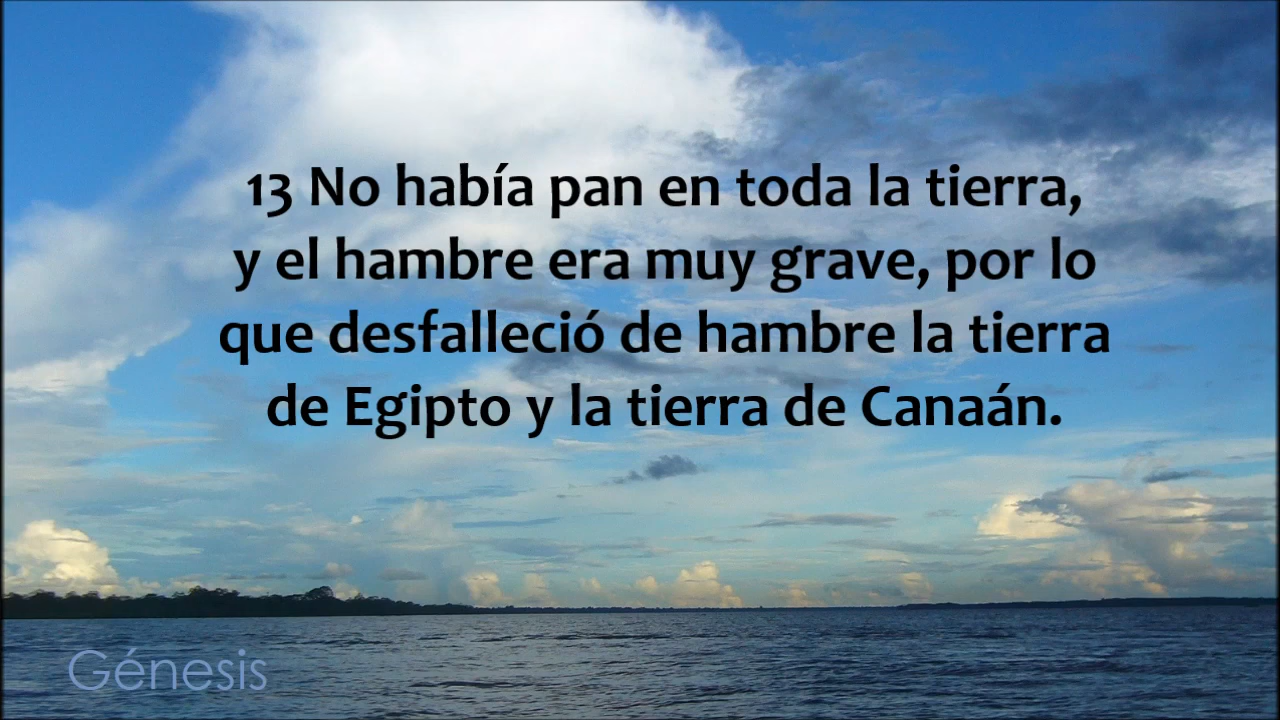 13 No había pan en toda la tierra,
y el hambre era muy grave, por lo
que desfalleció de hambre la tierra
de Egipto y la tierra de Canaán.
Génesis